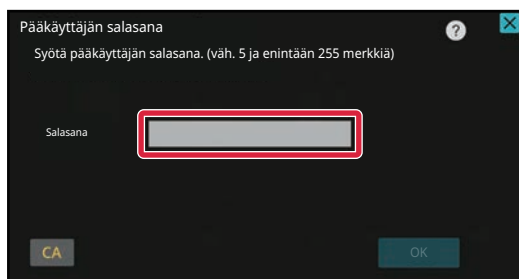 Pääkäyttäjän salasana
?
Syötä pääkäyttäjän salasana. (väh. 5 ja enintään 255 merkkiä)
Salasana
CA
OK